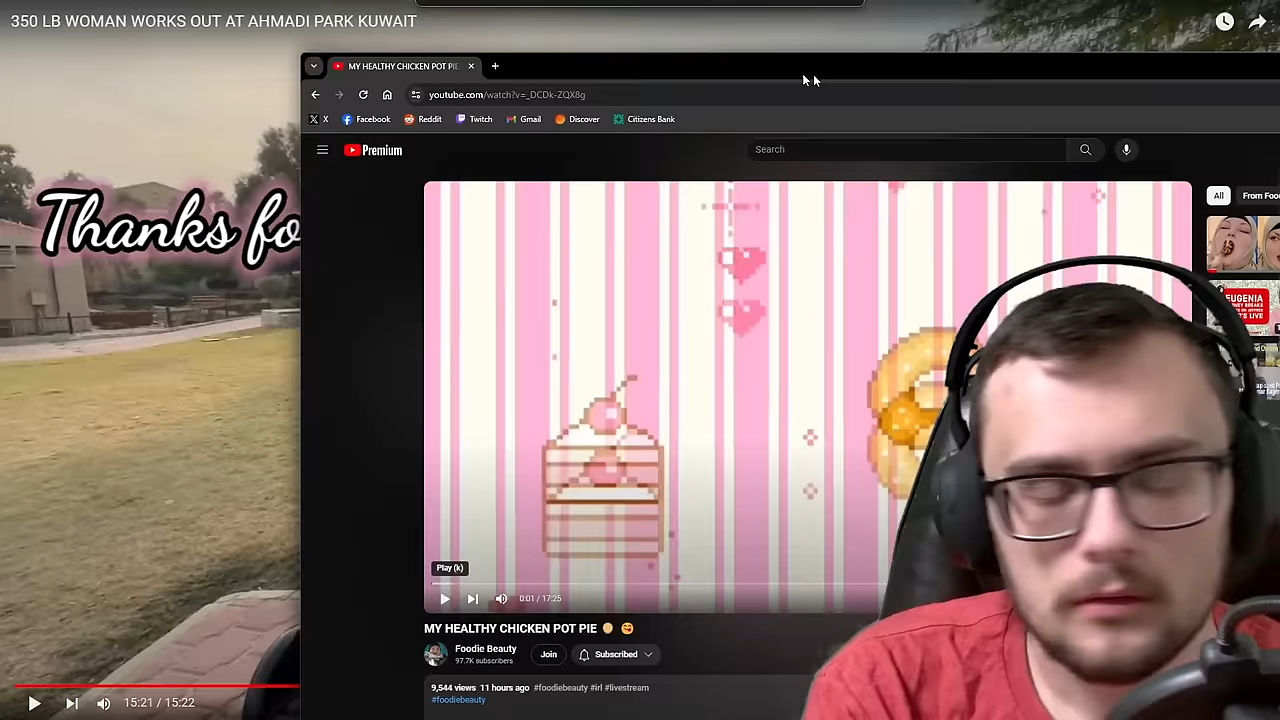 350 LB WOMAN WORKS OUT AT AHMADI PARK KUWAIT
MY HEALTHY CHICKEN POT PIE
youtube.com/watch?v=_DCDk-ZQX8g
X Facebook Reddit Twitch Gmail Discover Citizens Bank
Premium
Search
All From Foo
Thanks fo
EUGENIA
Play (k)
0:01 / 17:25
MY HEALTHY CHICKEN POT PIE
Foodie Beauty
97.7K subscribers
Join
Subscribed
9,544 views 11 hours ago #foodiebeauty #irl #livestream
#foodiebeauty
15:21 / 15:22